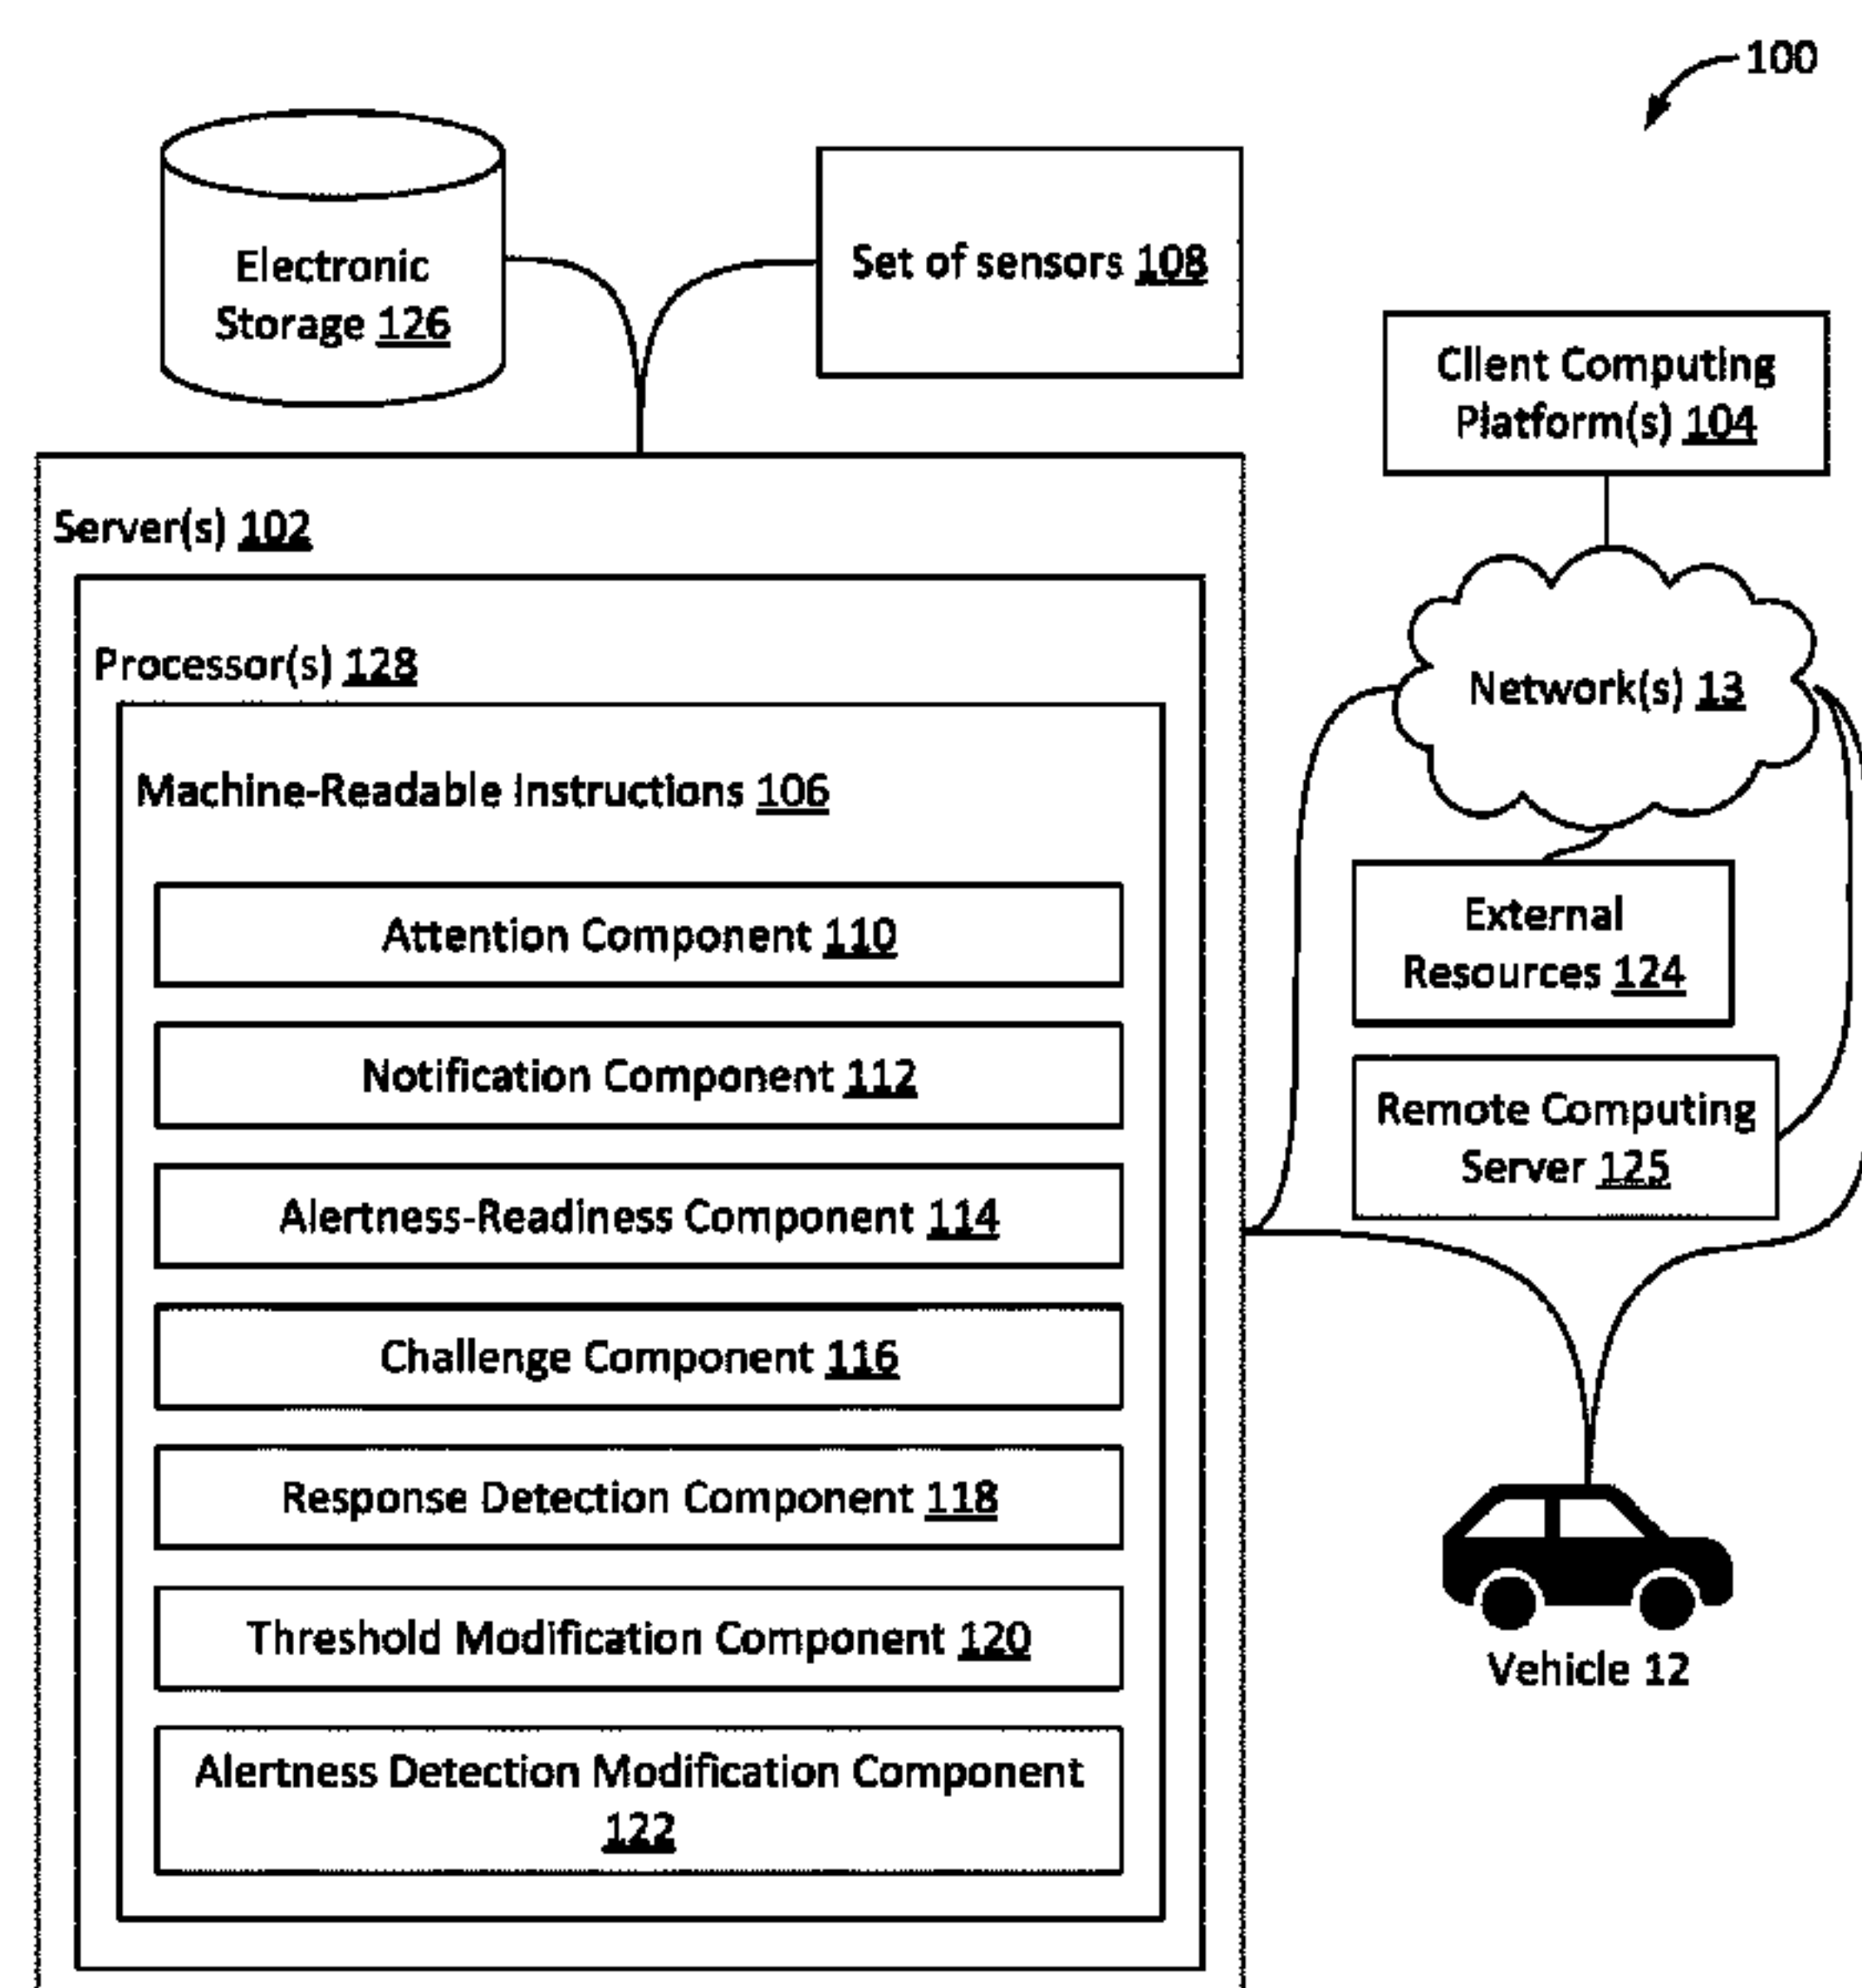 100
Electronic
Storage 126
Set of sensors 108
Client Computing
Platform(s) 104
Server(s) 102
Processor(s) 128
Network(s) 13
Machine-Readable Instructions 106
Attention Component 110
External
Resources 124
Notification Component 112
Remote Computing
Server 125
Alertness-Readiness Component 114
Challenge Component 116
Response Detection Component 118
Threshold Modification Component 120
Vehicle 12
Alertness Detection Modification Component
122